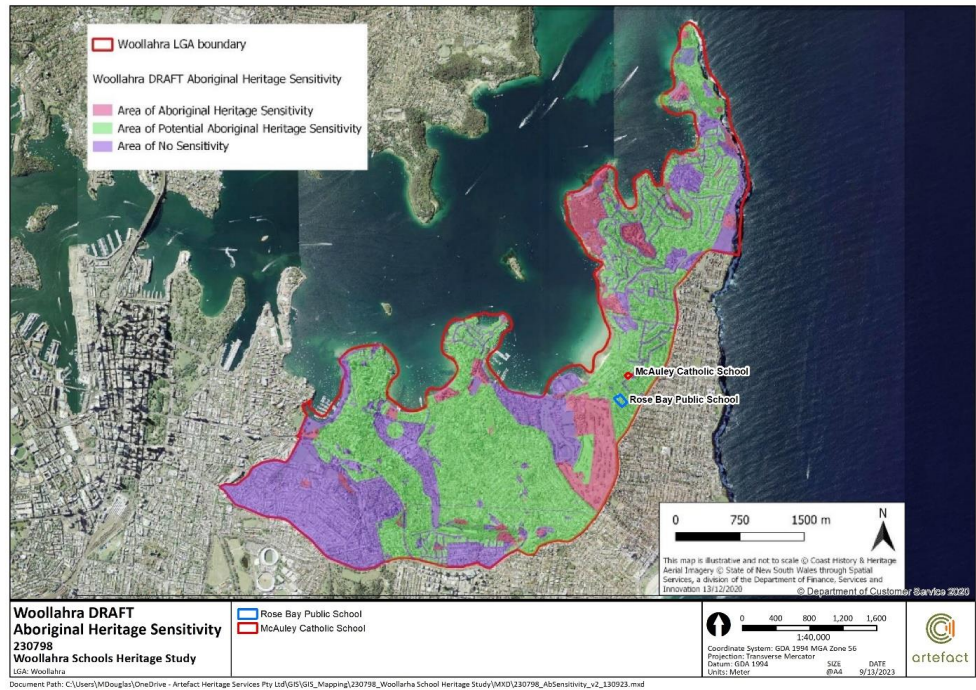 Woollahra LGA boundary
Woollahra DRAFT Aboriginal Heritage Sensitivity
Area of Aboriginal Heritage Sensitivity
Area of Potential Aboriginal Heritage Sensitivity
Area of No Sensitivity
McAuley Catholic School
Rose Bay Public School
0 750 1500 m
N
This map is illustrative and not to scale © Coast History & Heritage
Aerial Imagery © State of New South Wales through Spatial
Services, a division of the Department of Finance, Services and
Innovation 13/12/2020
© Department of Customer Service 2020
Woollahra DRAFT
Aboriginal Heritage Sensitivity
230798
Woollahra Schools Heritage Study
LGA: Woollahra
Rose Bay Public School
McAuley Catholic School
0 400 800 1,200 1,600
1:40,000
Coordinate System: GDA 1994 MGA Zone 56
Projection: Transverse Mercator
Datum: GDA 1994
Units: Meter
SIZE
@A4
DATE
9/13/2023
artefact
Document Path: C:\Users\MDouglas\OneDrive - Artefact Heritage Services Pty Ltd\GIS\GIS_Mapping\230798_Woollarha School Heritage Study\MXD\230798_AbSensitivity_v2_130923.mxd